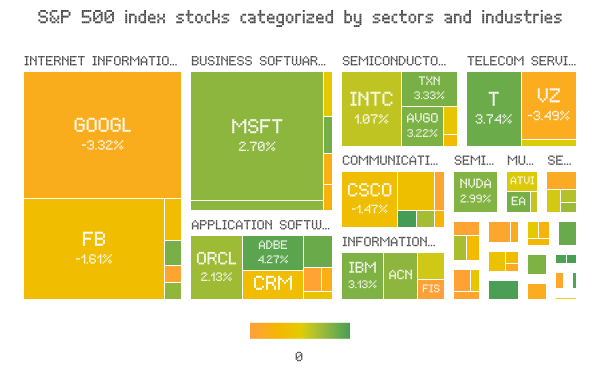 S&P 500 index stocks categorized by sectors and industries
INTERNET INFORMATIO...
GOOGL
-3.32%
FB
-1.61%
BUSINESS SOFTWAR...
MSFT
2.70%
APPLICATION SOFTW...
ORCL
2.13%
ADBE
4.27%
CRM
SEMICONDUCTO...
INTC
1.07%
TXN
3.33%
AVGO
3.22%
TELECOM SERVI...
T
3.74%
VZ
-3.49%
COMMUNICATI...
CSCO
-1.47%
SEMI...
NVDA
2.99%
MU...
ATVI
EA
SE...
INFORMATION...
IBM
3.13%
ACN
FIS
0